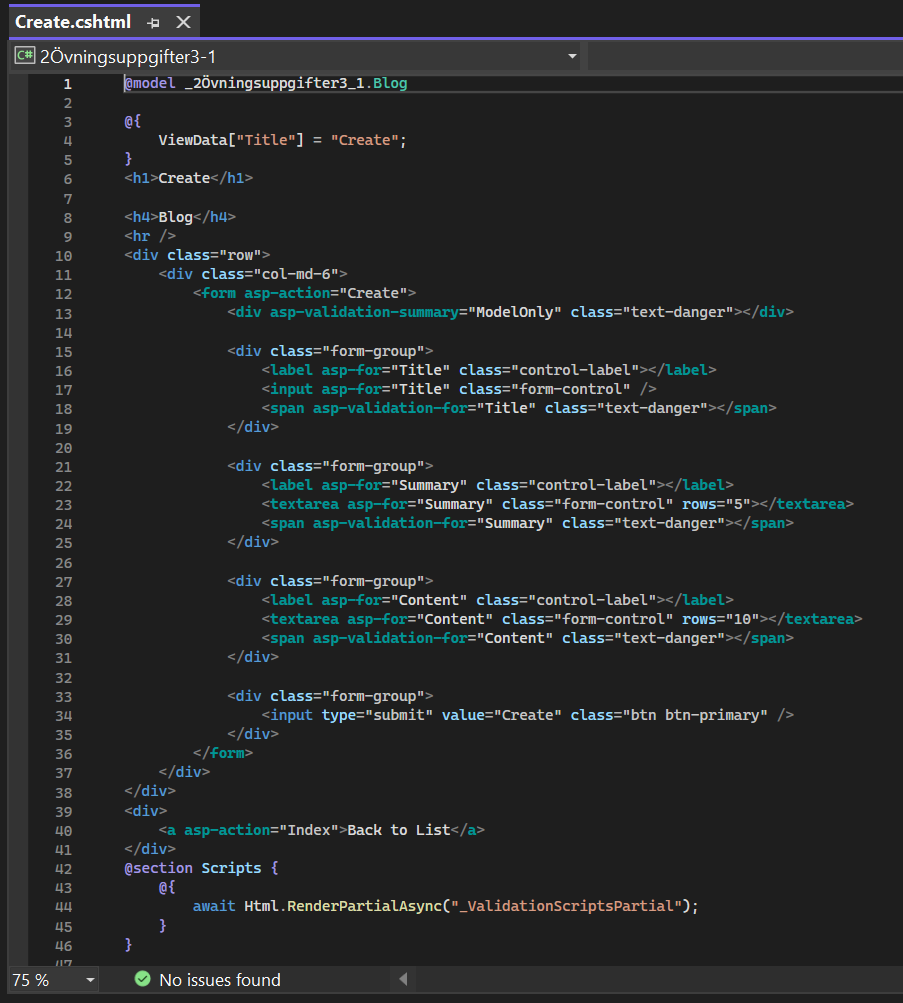 Create.cshtml
C# 2Övningsuppgifter3-1
1 @model _2Övningsuppgifter3_1.Blog
2
3 @{
4     ViewData["Title"] = "Create";
5 }
6 <h1>Create</h1>
7
8 <h4>Blog</h4>
9 <hr />
10 <div class="row">
11     <div class="col-md-6">
12         <form asp-action="Create">
13             <div asp-validation-summary="ModelOnly" class="text-danger"></div>
14
15             <div class="form-group">
16                 <label asp-for="Title" class="control-label"></label>
17                 <input asp-for="Title" class="form-control" />
18                 <span asp-validation-for="Title" class="text-danger"></span>
19             </div>
20
21             <div class="form-group">
22                 <label asp-for="Summary" class="control-label"></label>
23                 <textarea asp-for="Summary" class="form-control" rows="5"></textarea>
24                 <span asp-validation-for="Summary" class="text-danger"></span>
25             </div>
26
27             <div class="form-group">
28                 <label asp-for="Content" class="control-label"></label>
29                 <textarea asp-for="Content" class="form-control" rows="10"></textarea>
30                 <span asp-validation-for="Content" class="text-danger"></span>
31             </div>
32
33             <div class="form-group">
34                 <input type="submit" value="Create" class="btn btn-primary" />
35             </div>
36         </form>
37     </div>
38 </div>
39 <div>
40     <a asp-action="Index">Back to List</a>
41 </div>
42 @section Scripts {
43     @{
44         await Html.RenderPartialAsync("_ValidationScriptsPartial");
45     }
46 }
47
75 % No issues found